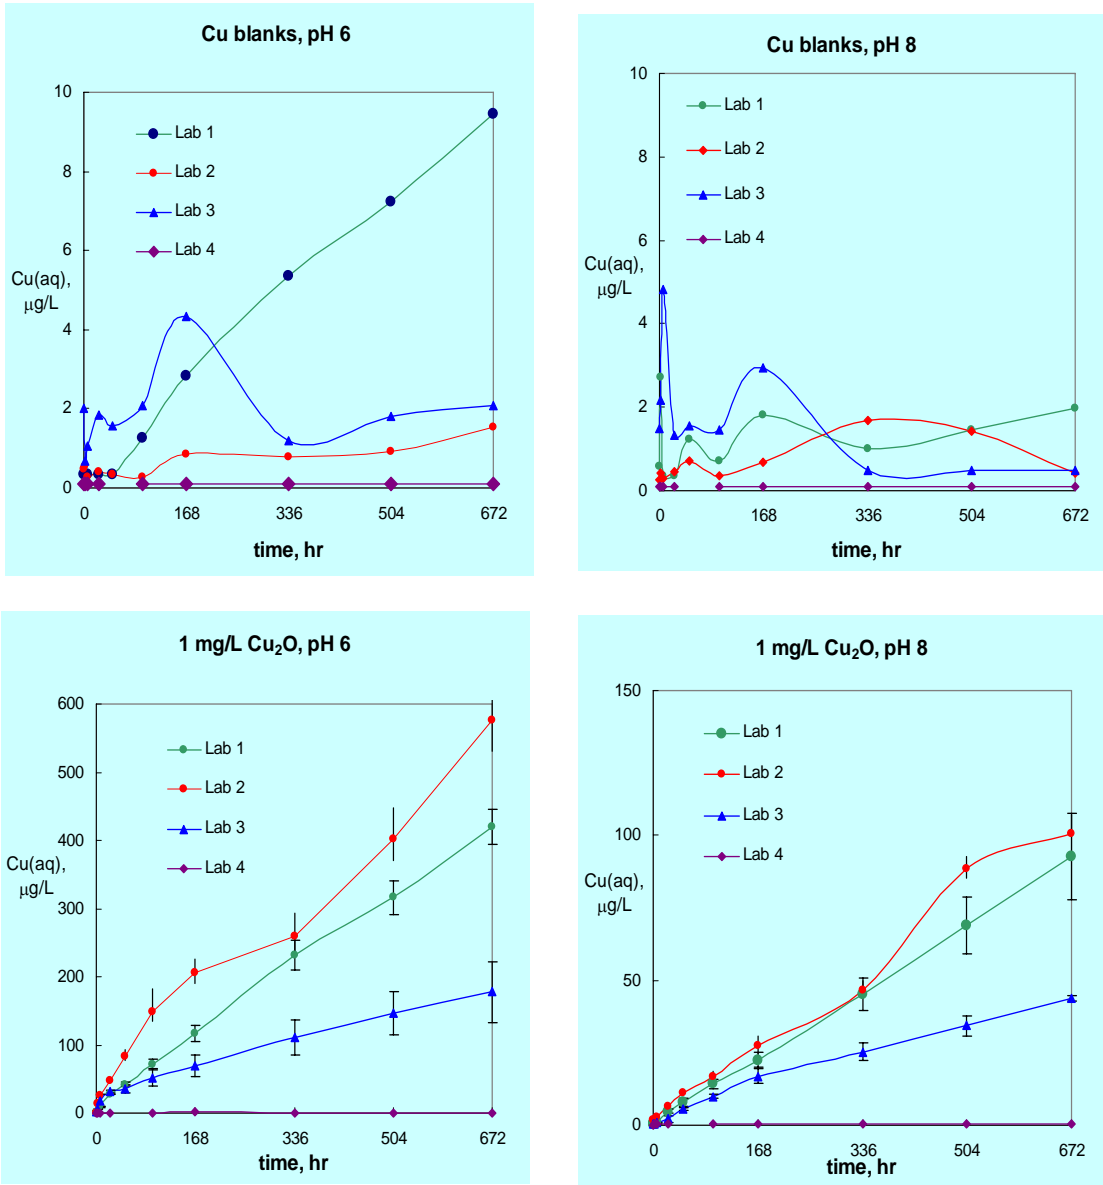 Cu blanks, pH 6
10
8
6
4
2
0
Cu(aq),
µg/L
Lab 1
Lab 2
Lab 3
Lab 4
0 168 336 504 672
time, hr
Cu blanks, pH 8
10
8
6
4
2
0
Cu(aq),
µg/L
Lab 1
Lab 2
Lab 3
Lab 4
0 168 336 504 672
time, hr
1 mg/L Cu₂O, pH 6
600
500
400
300
200
100
0
Cu(aq),
µg/L
Lab 1
Lab 2
Lab 3
Lab 4
0 168 336 504 672
time, hr
1 mg/L Cu₂O, pH 8
150
100
50
0
Cu(aq),
µg/L
Lab 1
Lab 2
Lab 3
Lab 4
0 168 336 504 672
time, hr